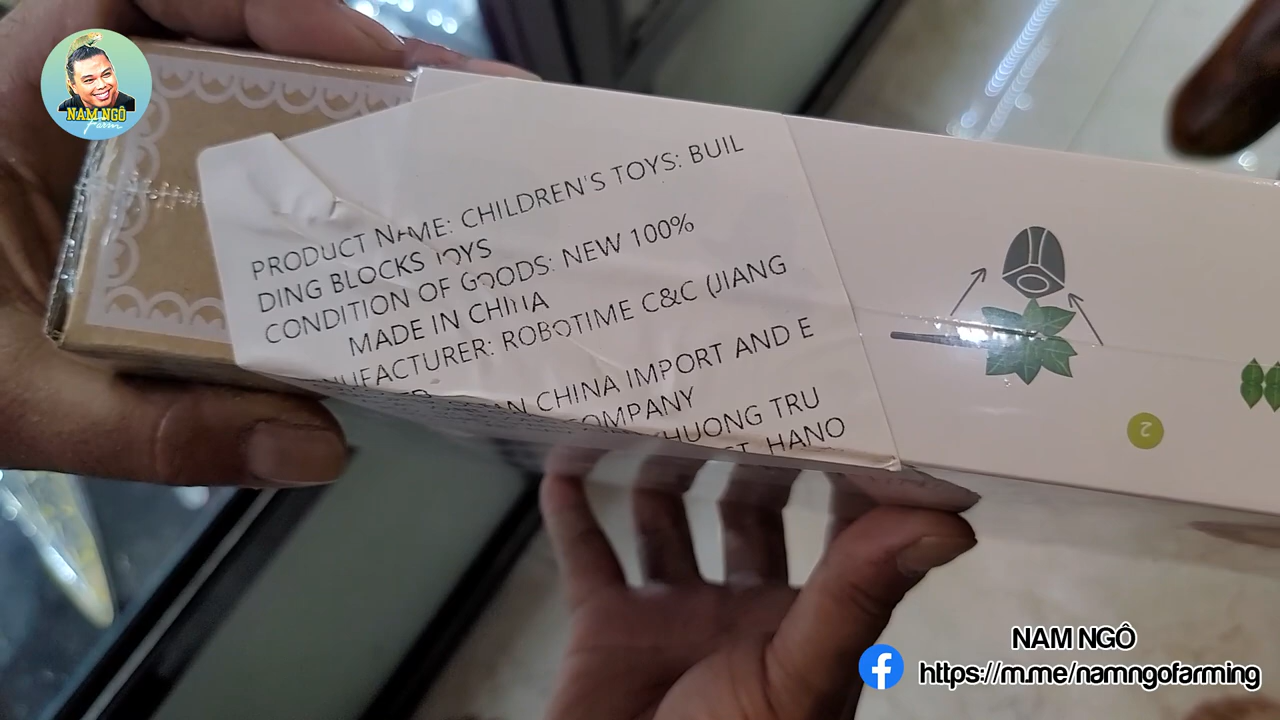 NAM NGÔ
Farm
PRODUCT NAME: CHILDREN'S TOYS: BUIL
DING BLOCKS TOYS
CONDITION OF GOODS: NEW 100%
MADE IN CHINA
NUFACTURER: ROBOTIME C&C (JIANG
CHINA IMPORT AND E
OMPANY
HUONG TRU
HANO
2
NAM NGÔ
https://m.me/namngofarming